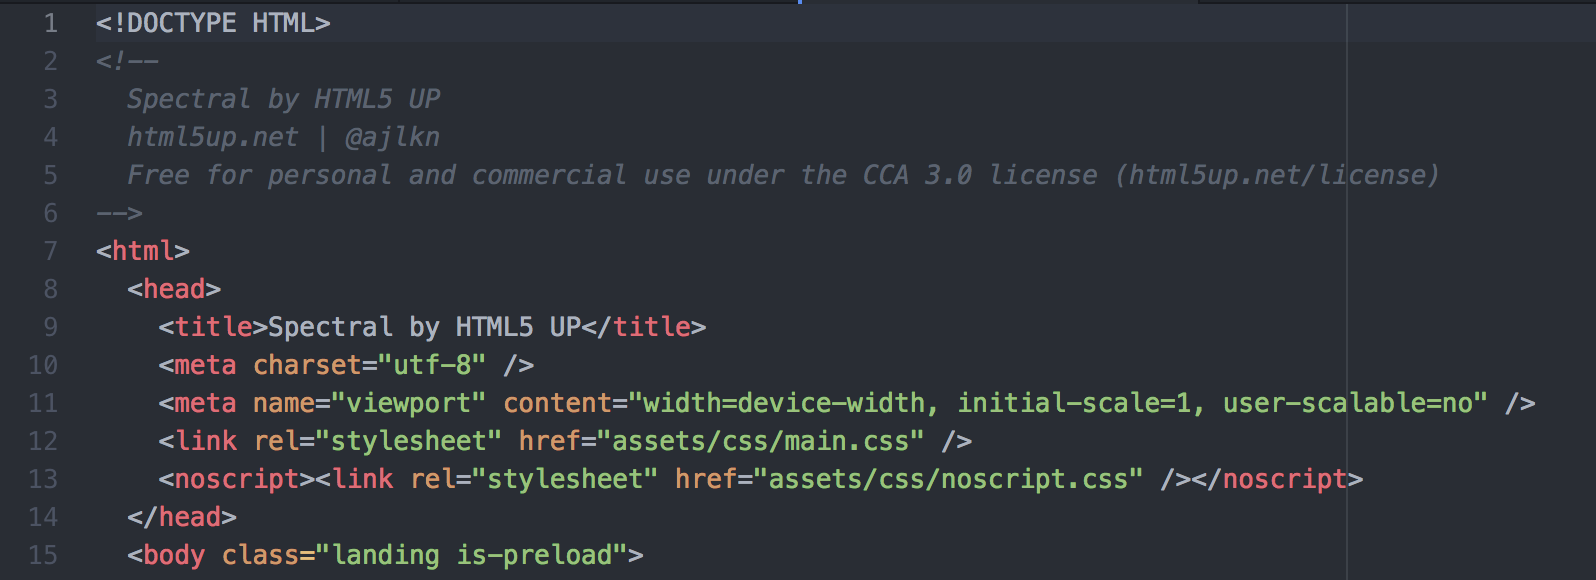 1 <!DOCTYPE HTML>
2 <!--
3 Spectral by HTML5 UP
4 html5up.net | @ajlkn
5 Free for personal and commercial use under the CCA 3.0 license (html5up.net/license)
6 -->
7 <html>
8 <head>
9 <title>Spectral by HTML5 UP</title>
10 <meta charset="utf-8" />
11 <meta name="viewport" content="width=device-width, initial-scale=1, user-scalable=no" />
12 <link rel="stylesheet" href="assets/css/main.css" />
13 <noscript><link rel="stylesheet" href="assets/css/noscript.css" /></noscript>
14 </head>
15 <body class="landing is-preload">